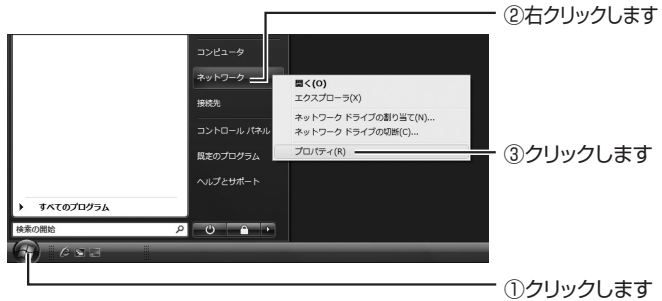 ②右クリックします
コンピュータ
ネットワーク
接続先
コントロール パネル
既定のプログラム
ヘルプとサポート
開く(O)
エクスプローラ(X)
ネットワーク ドライブの割り当て(N)...
ネットワーク ドライブの切断(C)...
プロパティ(R)
③クリックします
すべてのプログラム
検索の開始
①クリックします